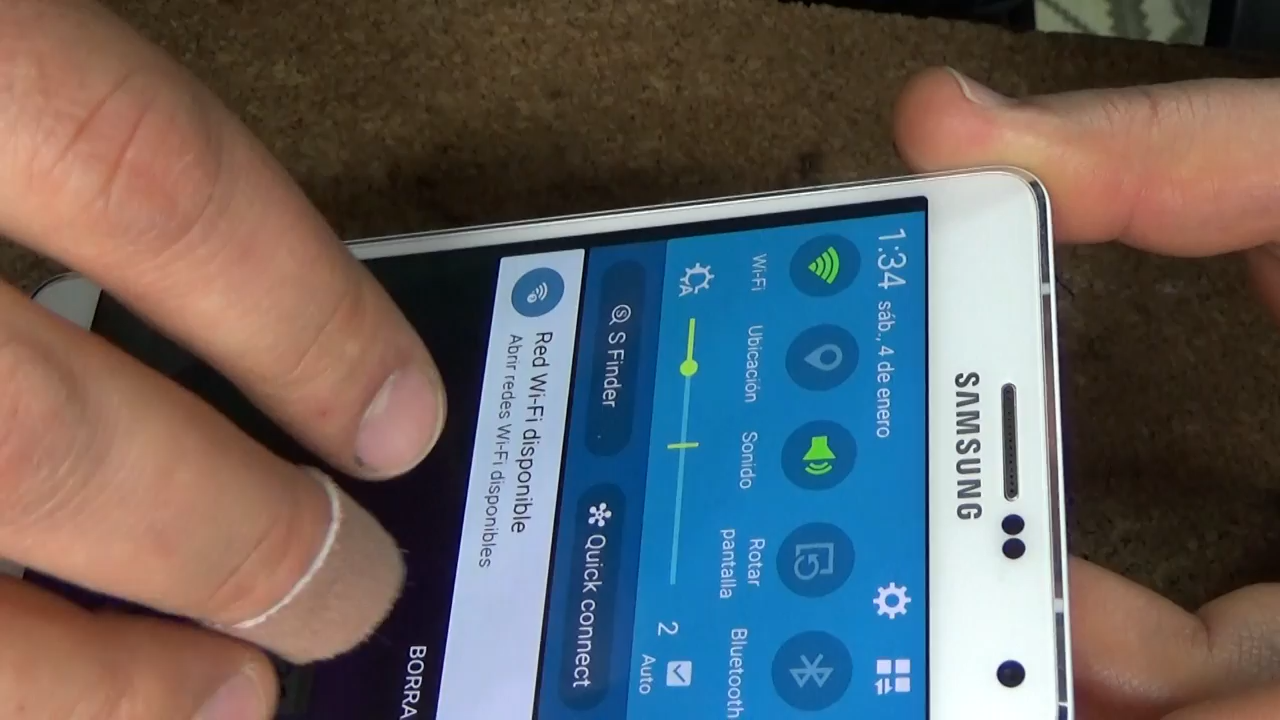 SAMSUNG
1:34 sáb., 4 de enero
Wi-Fi
Ubicación
Sonido
Rotar
pantalla
Bluetooth
A
2
Auto
S Finder
Quick connect
Red Wi-Fi disponible
Abrir redes Wi-Fi disponibles
BORRA